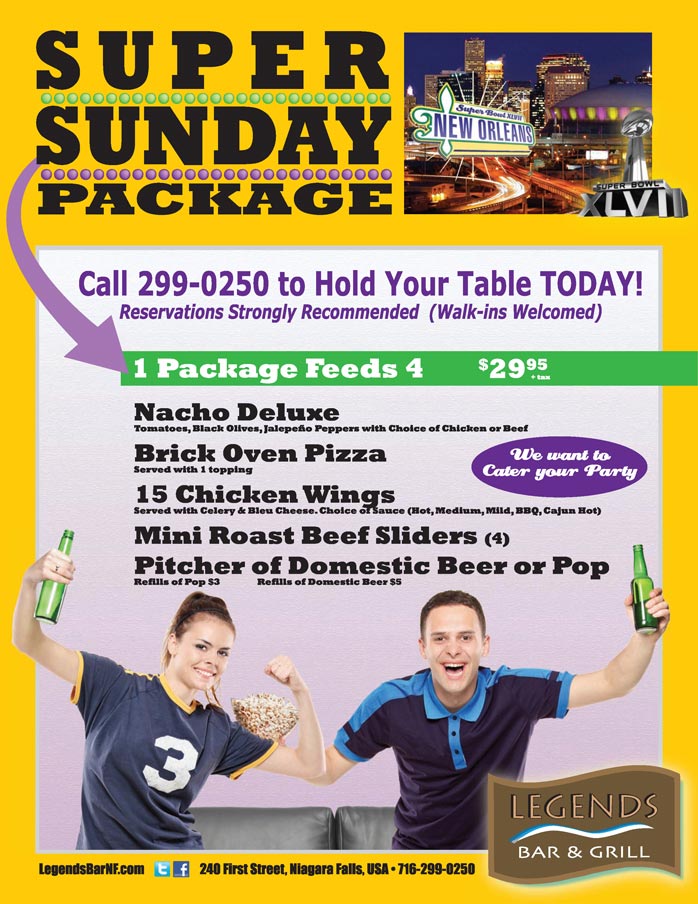 SUPER
SUNDAY
PACKAGE
Super Bowl XLVII
NEW ORLEANS
SUPER BOWL
XLVII
Call 299-0250 to Hold Your Table TODAY!
Reservations Strongly Recommended (Walk-ins Welcomed)
1 Package Feeds 4 $29 95 + tax
Nacho Deluxe
Tomatoes, Black Olives, Jalepeño Peppers with Choice of Chicken or Beef
Brick Oven Pizza
Served with 1 topping
We want to
Cater your Party
15 Chicken Wings
Served with Celery & Bleu Cheese. Choice of Sauce (Hot, Medium, Mild, BBQ, Cajun Hot)
Mini Roast Beef Sliders (4)
Pitcher of Domestic Beer or Pop
Refills of Pop $3 Refills of Domestic Beer $5
3
LEGENDS
BAR & GRILL
LegendsBarNF.com 240 First Street, Niagara Falls, USA • 716-299-0250